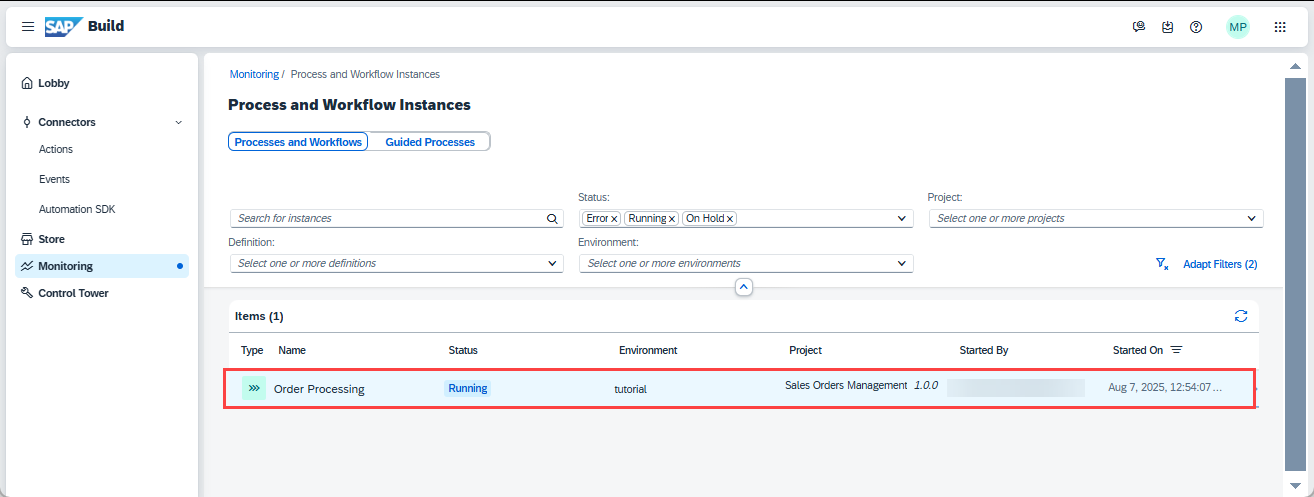 SAP Build
MP
Lobby
Connectors
Actions
Events
Automation SDK
Store
Monitoring
Control Tower
Monitoring / Process and Workflow Instances
Process and Workflow Instances
Processes and Workflows Guided Processes
Status: Project:
Search for instances Error Running On Hold Select one or more projects
Definition: Environment:
Select one or more definitions Select one or more environments
Adapt Filters (2)
Items (1)
Type Name Status Environment Project Started By Started On
Order Processing Running tutorial Sales Orders Management 1.0.0 Aug 7, 2025, 12:54:07 ...